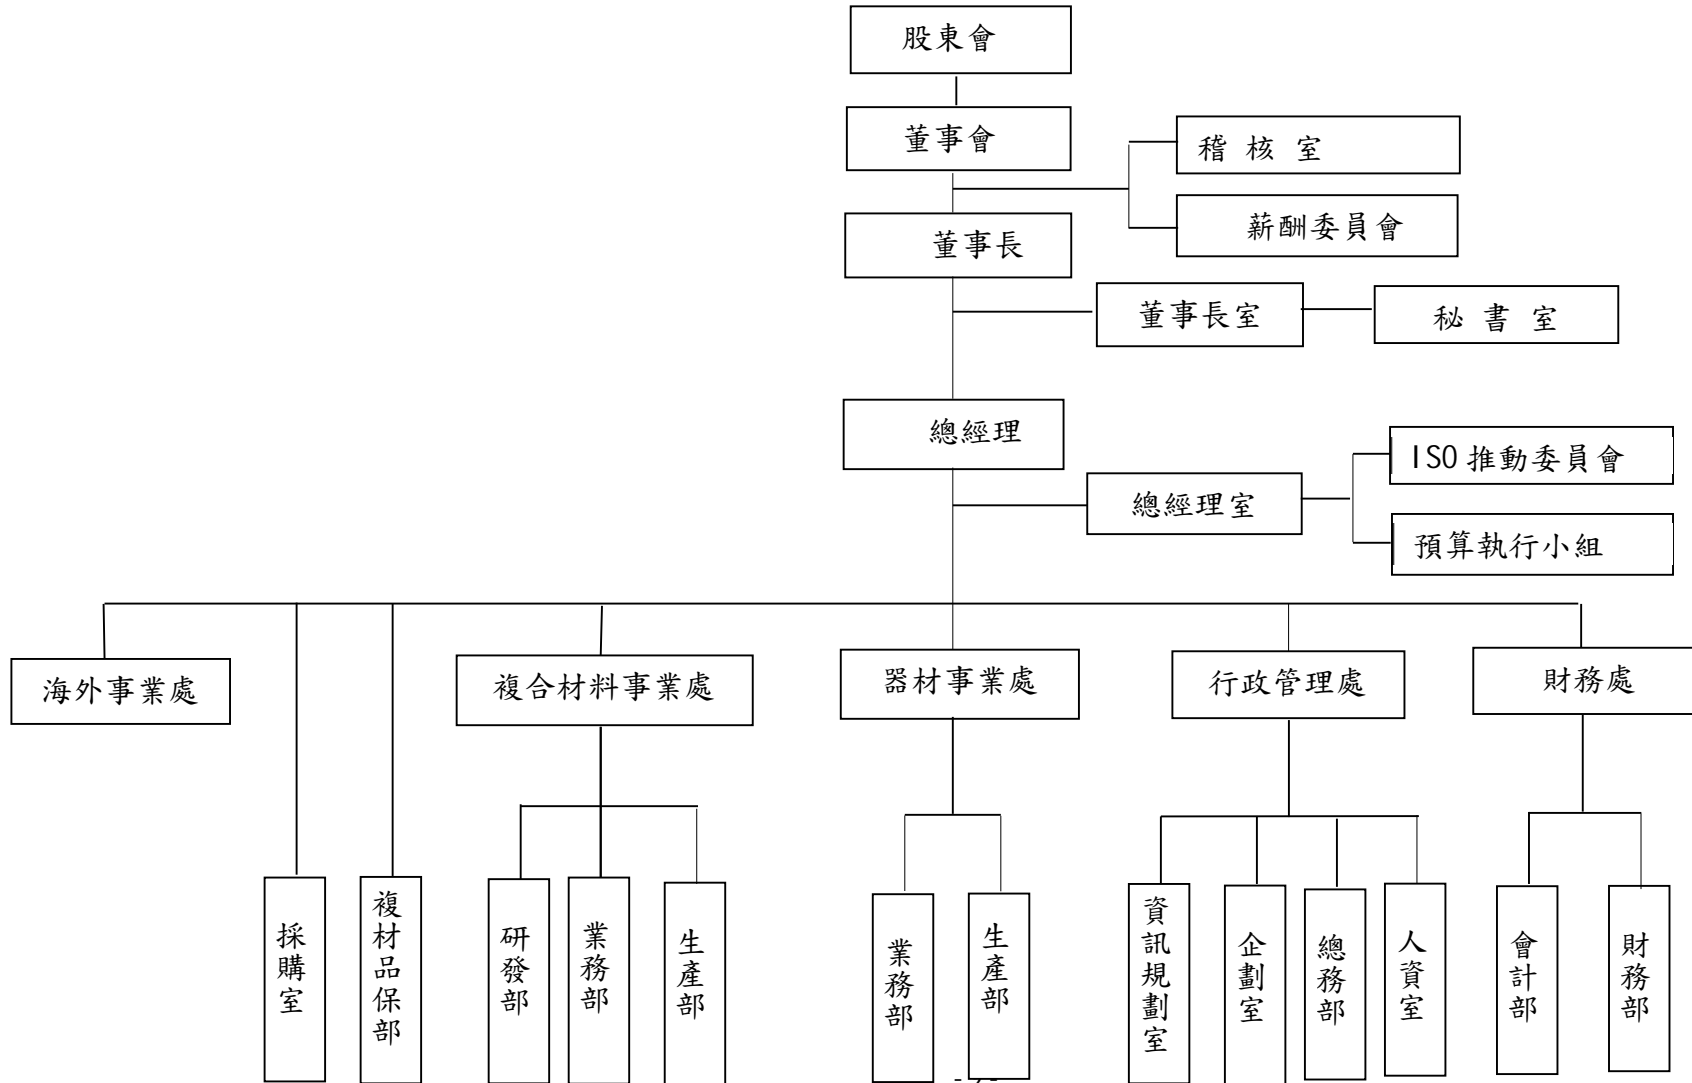 股東會
董事會
稽 核 室
薪酬委員會
董事長
董事長室
秘 書 室
總經理
ISO 推動委員會
總經理室
預算執行小組
海外事業處
複合材料事業處
器材事業處
行政管理處
財務處
採購室
複材品保部
研發部
業務部
生產部
業務部
生產部
資訊規劃室
企劃室
總務部
人資室
會計部
財務部